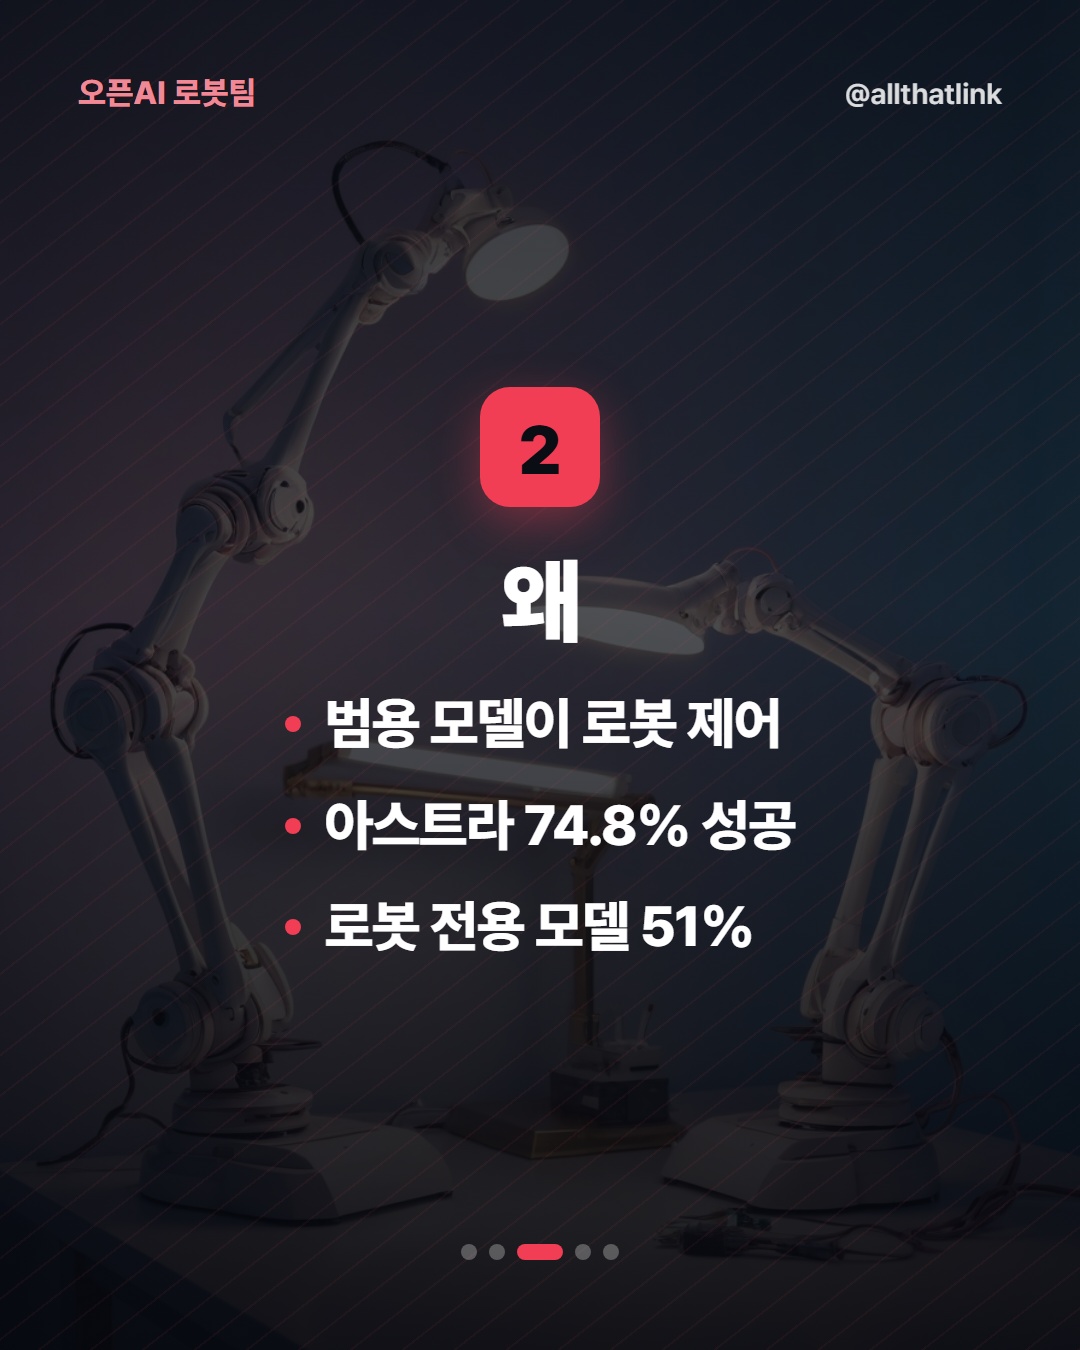 오픈AI 로봇팀
@allthatlink
2
왜
범용 모델이 로봇 제어
아스트라 74.8% 성공
로봇 전용 모델 51%